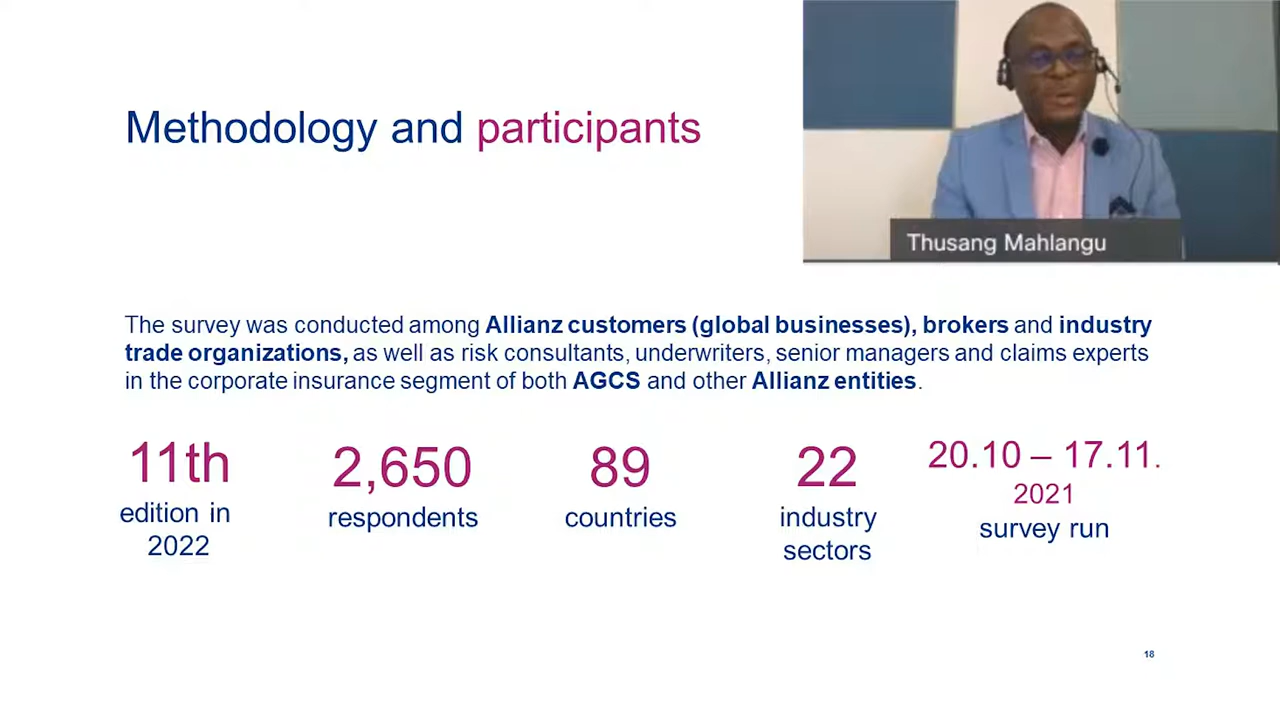 Methodology and participants
Thusang Mahlangu
The survey was conducted among Allianz customers (global businesses), brokers and industry
trade organizations, as well as risk consultants, underwriters, senior managers and claims experts
in the corporate insurance segment of both AGCS and other Allianz entities.
11th
edition in
2022
2,650
respondents
89
countries
22
industry
sectors
20.10 – 17.11.
2021
survey run
18